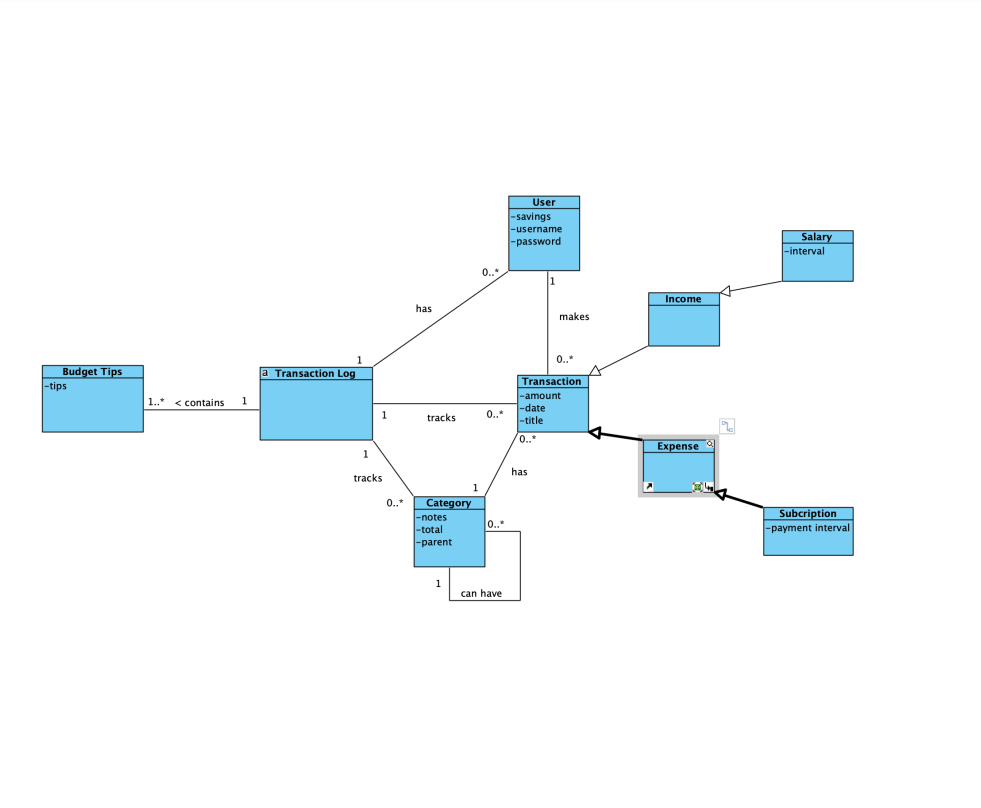 User
-savings
-username
-password
Salary
-interval
0..*
1
has
makes
Income
1
0..*
Budget Tips
-tips
a Transaction Log
Transaction
-amount
-date
-title
1..*
< contains
1
1
tracks
0..*
0..*
Expense
1
tracks
has
0..*
1
Category
-notes
-total
-parent
0..*
Subcription
-payment interval
1
can have